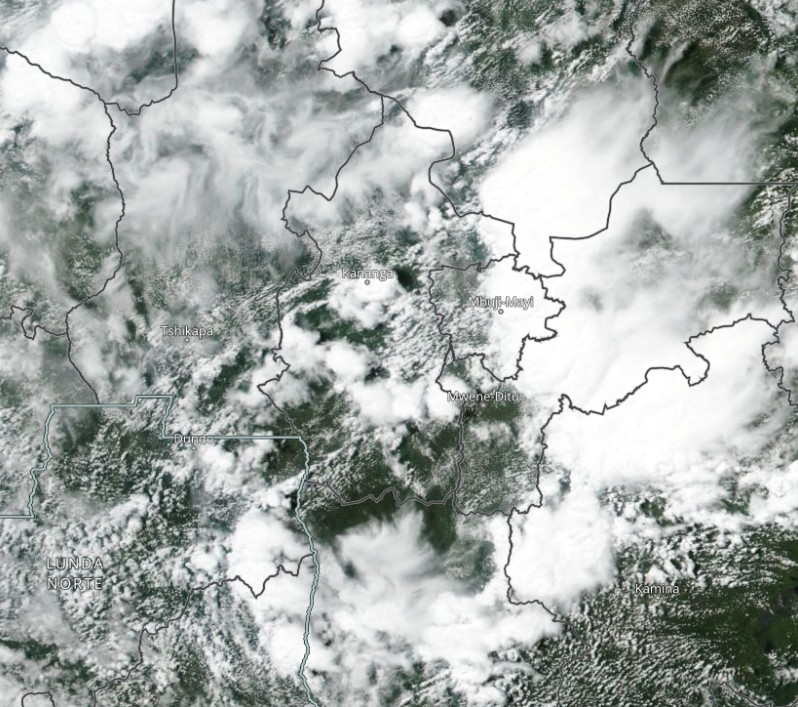 Kananga
Mbuji-Mayi
Tshikapa
Mwene-Ditu
Dundo
LUNDA
NORTE
Kamina